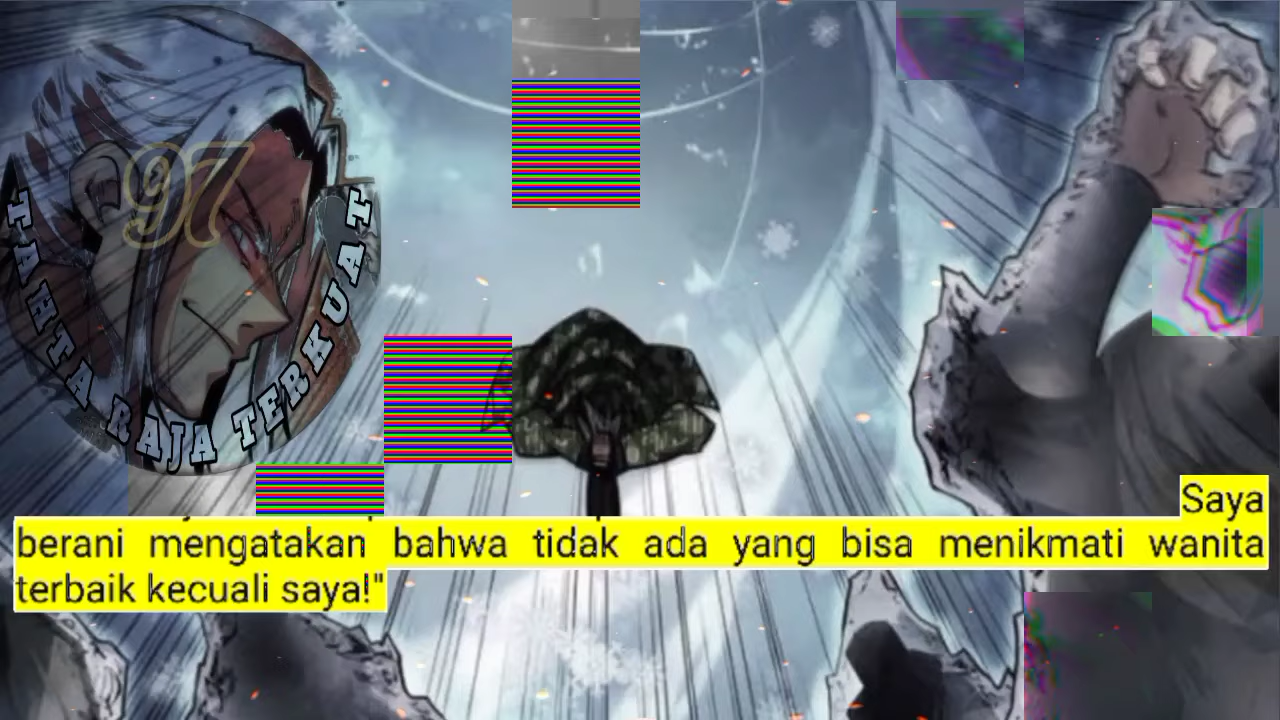 97
TAHTA RAJA TERKUAT
Saya
berani mengatakan bahwa tidak ada yang bisa menikmati wanita
terbaik kecuali saya!"